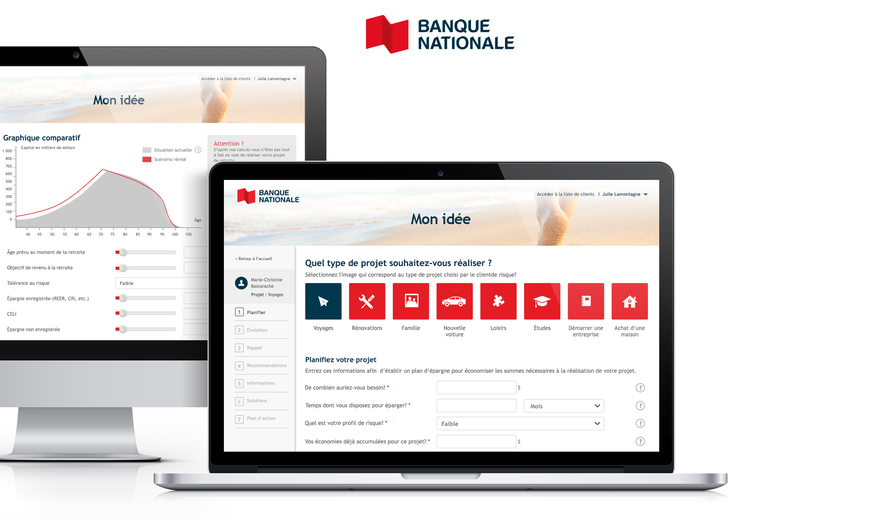 BANQUE
NATIONALE
Accéder à la liste de clients | Julie Lamontagne
Mon idée
Graphique comparatif
Capital en milliers de dollars
1 000
800
700
600
500
400
300
200
100
0
40 45 50 55 60 65 70 75 80 85 90 95 100 105
Âge
Situation actuelle ?
Scénario révisé
Attention !
D'après vos calculs vous n'êtes pas tout
à fait en voie de réaliser votre projet
de retraite
Âge prévu au moment de la retraite
Objectif de revenu à la retraite
Tolérance au risque
Faible
Épargne enregistrée (REER, CRI, etc.)
CELI
Épargne non enregistrée
BANQUE
NATIONALE
Accéder à la liste de clients | Julie Lamontagne
Mon idée
< Retour à l'accueil
Marie-Christine
Bastarache
Projet : Voyages
1 Planifier
2 Évolution
3 Rappel
4 Recommandations
5 Informations
6 Solutions
7 Plan d'action
Quel type de projet souhaitez-vous réaliser ?
Sélectionnez l'image qui correspond au type de projet choisi par le clientde risque?
Voyages
Rénovations
Famille
Nouvelle
voiture
Loisirs
Études
Démarrer une
entreprise
Achat d'une
maison
Planifiez votre projet
Entrez ces informations afin d'établir un plan d'épargne pour économiser les sommes nécessaires à la réalisation de votre projet.
De combien auriez-vous besoin? * $ ?
Temps dont vous disposez pour éparger? * Mois ?
Quel est votre profil de risque? * Faible ?
Vos économies déjà accumulées pour ce projet? * $ ?